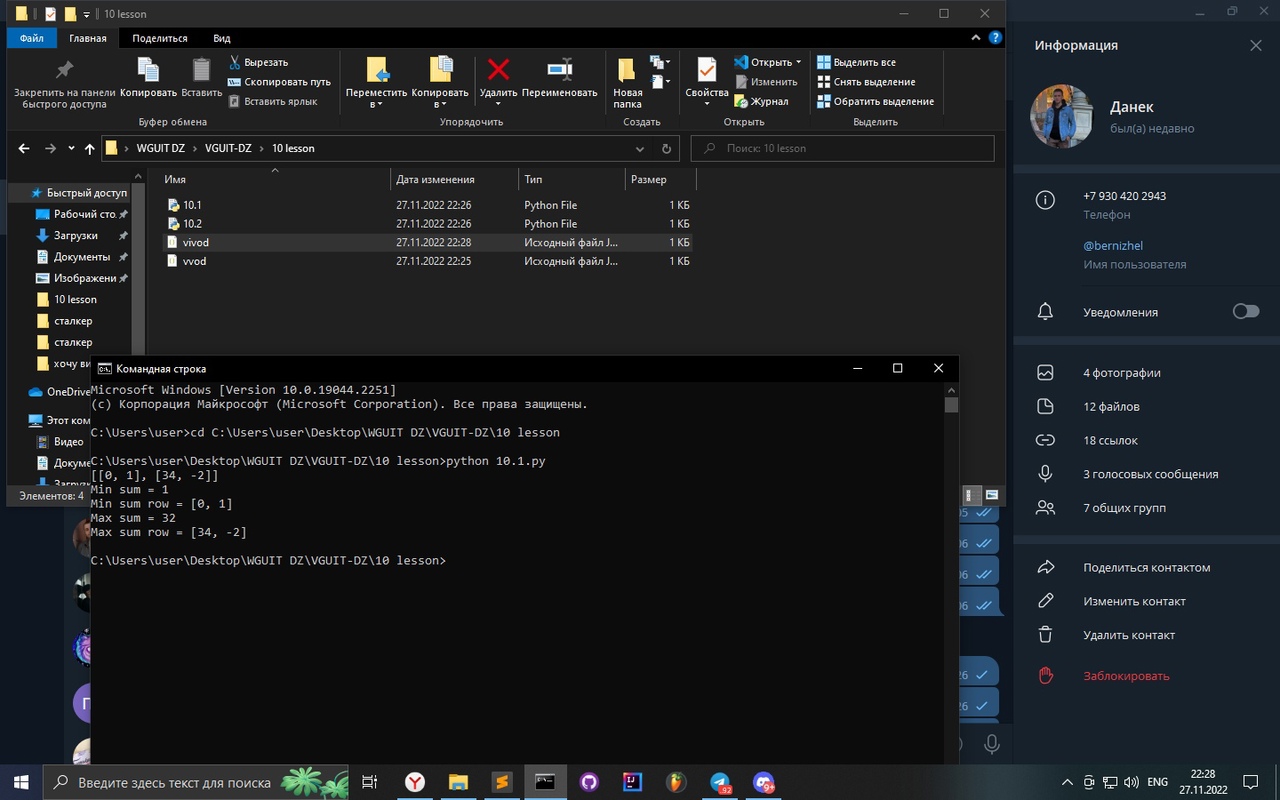 10 lesson
Файл Главная Поделиться Вид
Закрепить на панели быстрого доступа
Копировать
Вставить
Вырезать
Скопировать путь
Вставить ярлык
Буфер обмена
Переместить в
Копировать в
Удалить
Переименовать
Упорядочить
Новая папка
Создать
Свойства
Открыть
Изменить
Журнал
Открыть
Выделить все
Снять выделение
Обратить выделение
Выделить
WGUIT DZ › VGUIT-DZ › 10 lesson
Поиск: 10 lesson
Имя Дата изменения Тип Размер
10.1 27.11.2022 22:26 Python File 1 КБ
10.2 27.11.2022 22:26 Python File 1 КБ
vivod 27.11.2022 22:28 Исходный файл J... 1 КБ
vvod 27.11.2022 22:25 Исходный файл J... 1 КБ
Быстрый доступ
Рабочий сто.
Загрузки
Документы
Изображени
10 lesson
сталкер
сталкер
хочу ви
OneDrive
Этот ком
Видео
Докуме
Загрузк
Элементов: 4
Командная строка
Microsoft Windows [Version 10.0.19044.2251]
(c) Корпорация Майкрософт (Microsoft Corporation). Все права защищены.
C:\Users\user>cd C:\Users\user\Desktop\WGUIT DZ\VGUIT-DZ\10 lesson
C:\Users\user\Desktop\WGUIT DZ\VGUIT-DZ\10 lesson>python 10.1.py
[[0, 1], [34, -2]]
Min sum = 1
Min sum row = [0, 1]
Max sum = 32
Max sum row = [34, -2]
C:\Users\user\Desktop\WGUIT DZ\VGUIT-DZ\10 lesson>
Информация
Данек
был(а) недавно
+7 930 420 2943
Телефон
@bernizhel
Имя пользователя
Уведомления
4 фотографии
12 файлов
18 ссылок
3 голосовых сообщения
7 общих групп
Поделиться контактом
Изменить контакт
Удалить контакт
Заблокировать
Введите здесь текст для поиска
ENG
22:28
27.11.2022